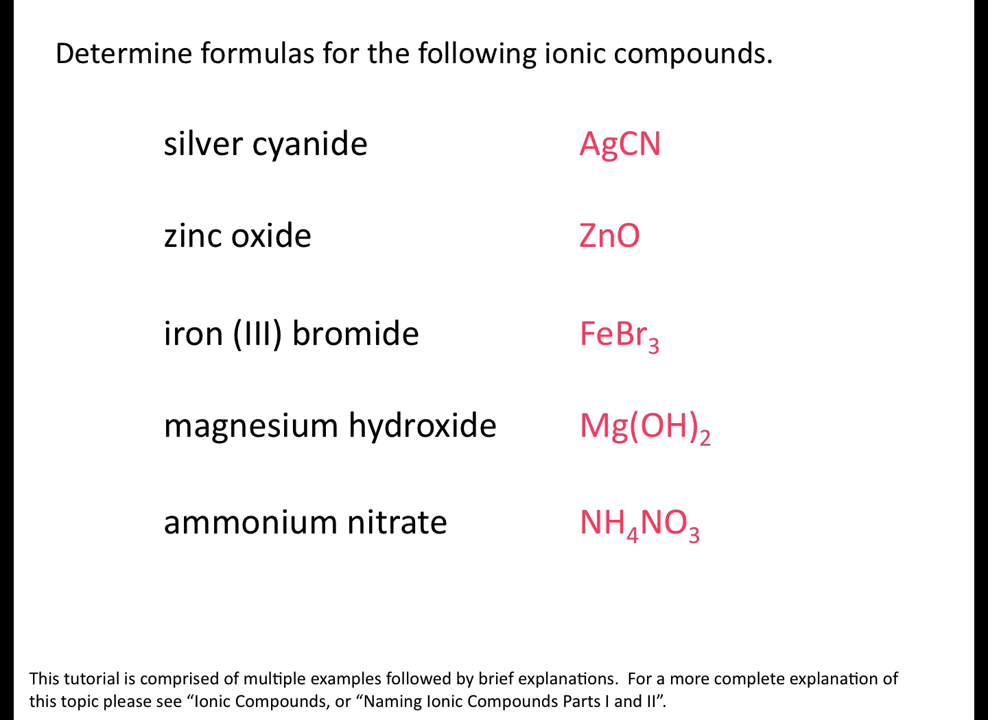 Determine formulas for the following ionic compounds.
silver cyanide AgCN
zinc oxide ZnO
iron (III) bromide FeBr₃
magnesium hydroxide Mg(OH)₂
ammonium nitrate NH₄NO₃
This tutorial is comprised of multiple examples followed by brief explanations. For a more complete explanation of
this topic please see “Ionic Compounds, or “Naming Ionic Compounds Parts I and II”.